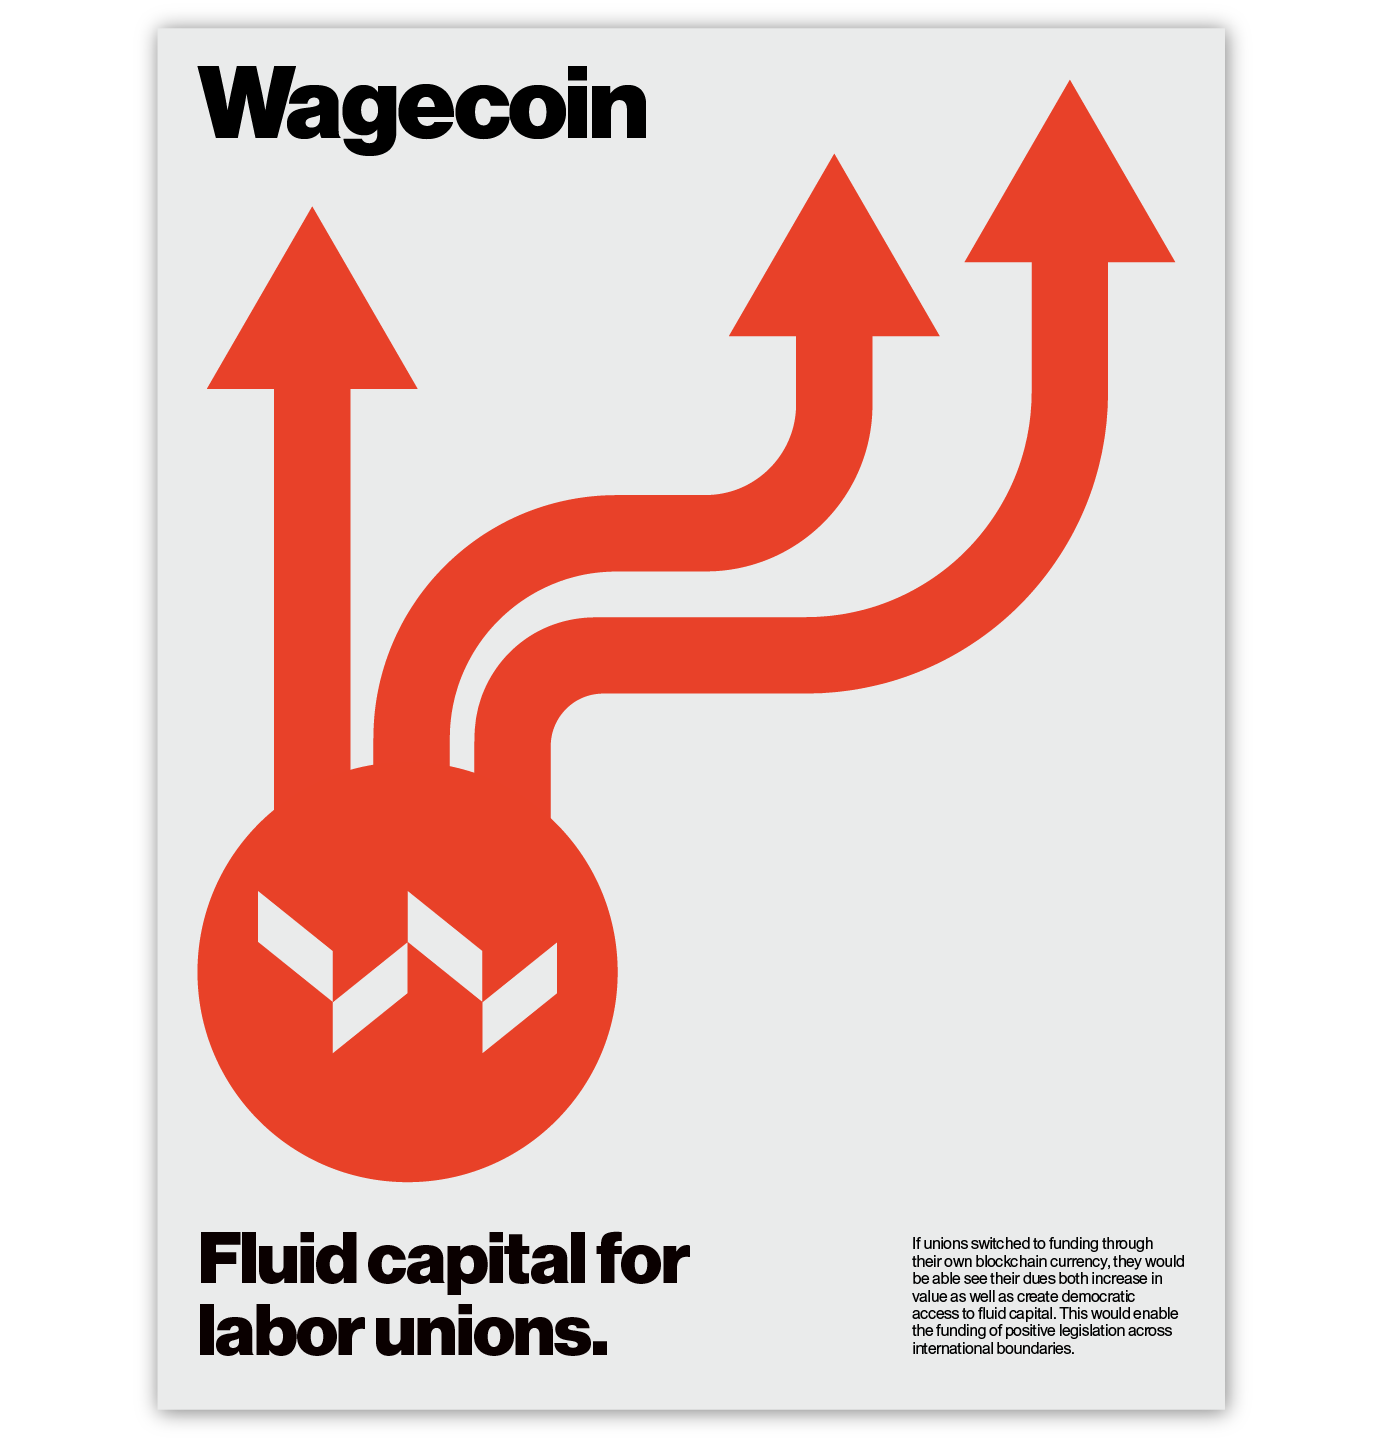 Wagecoin
Fluid capital for
labor unions.
If unions switched to funding through
their own blockchain currency, they would
be able see their dues both increase in
value as well as create democratic
access to fluid capital. This would enable
the funding of positive legislation across
international boundaries.